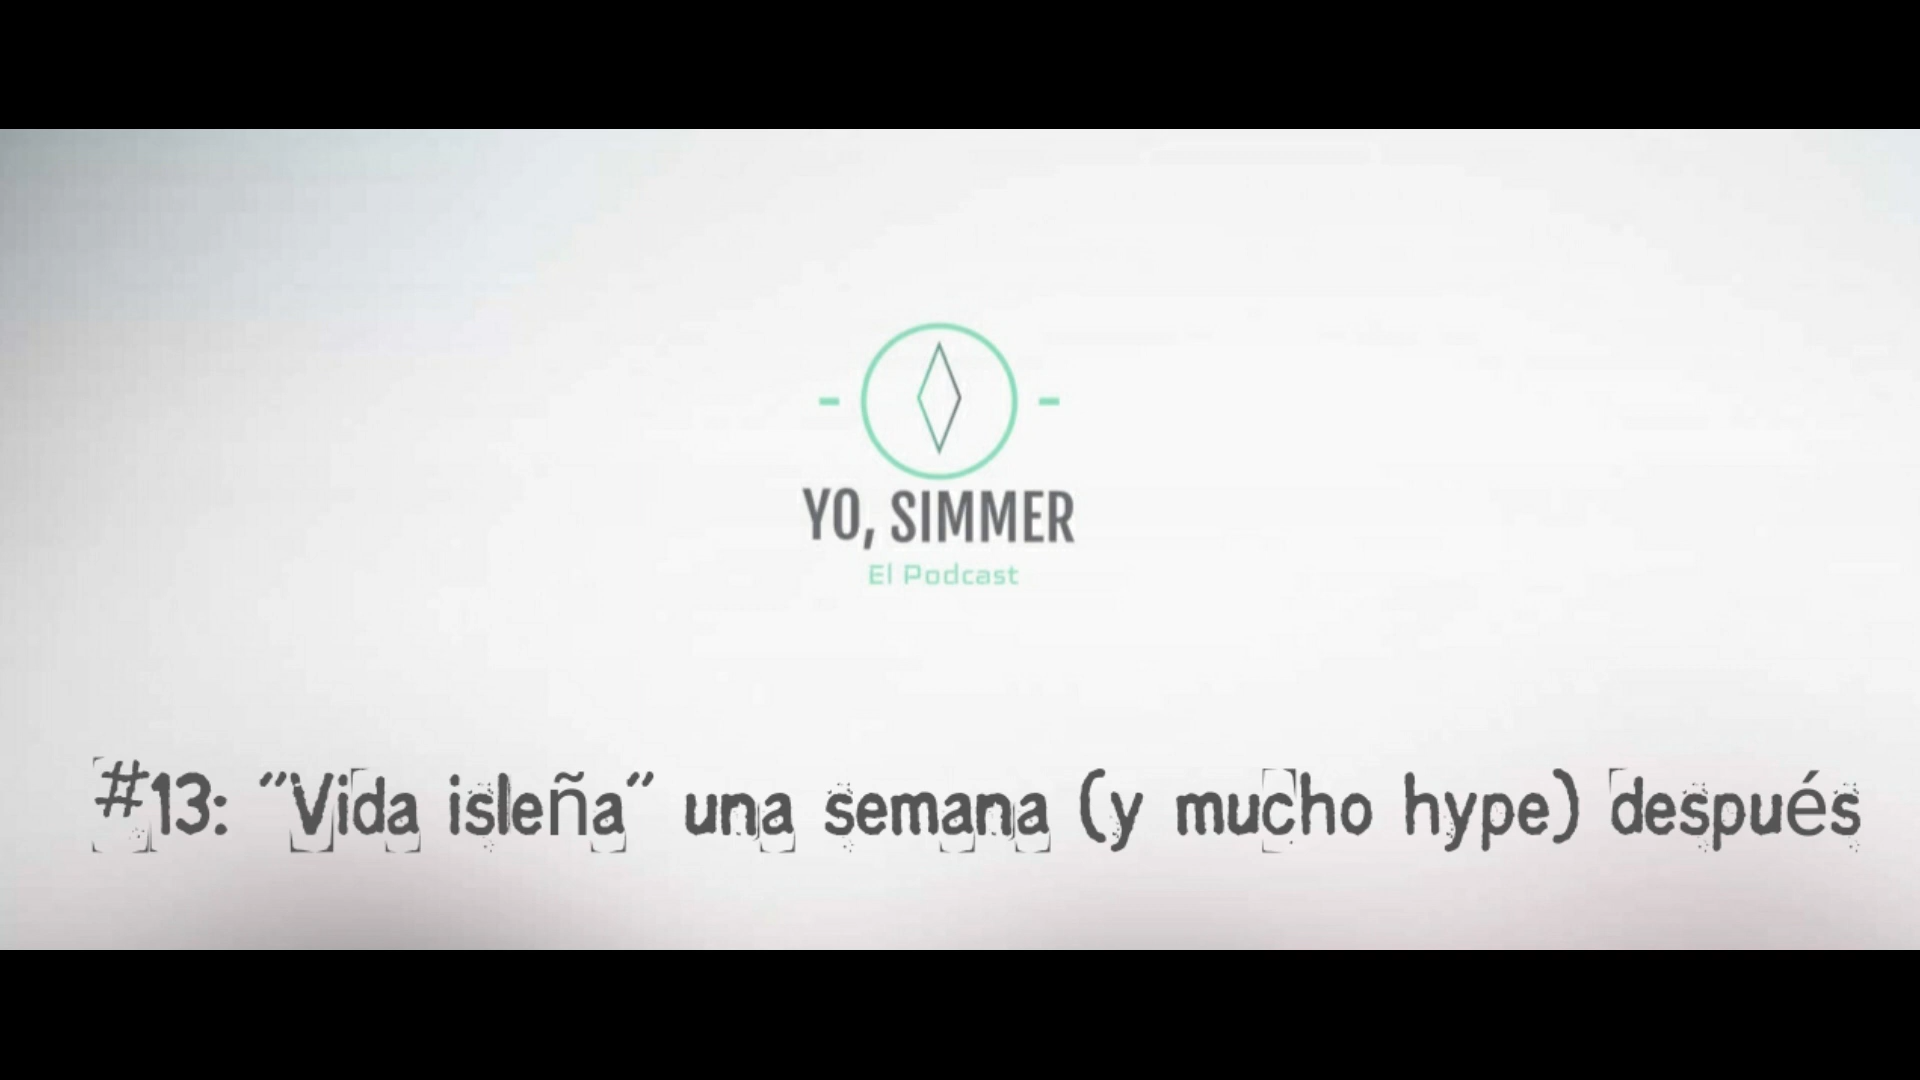 YO, SIMMER
El Podcast
#13: "Vida isleña" una semana (y mucho hype) después